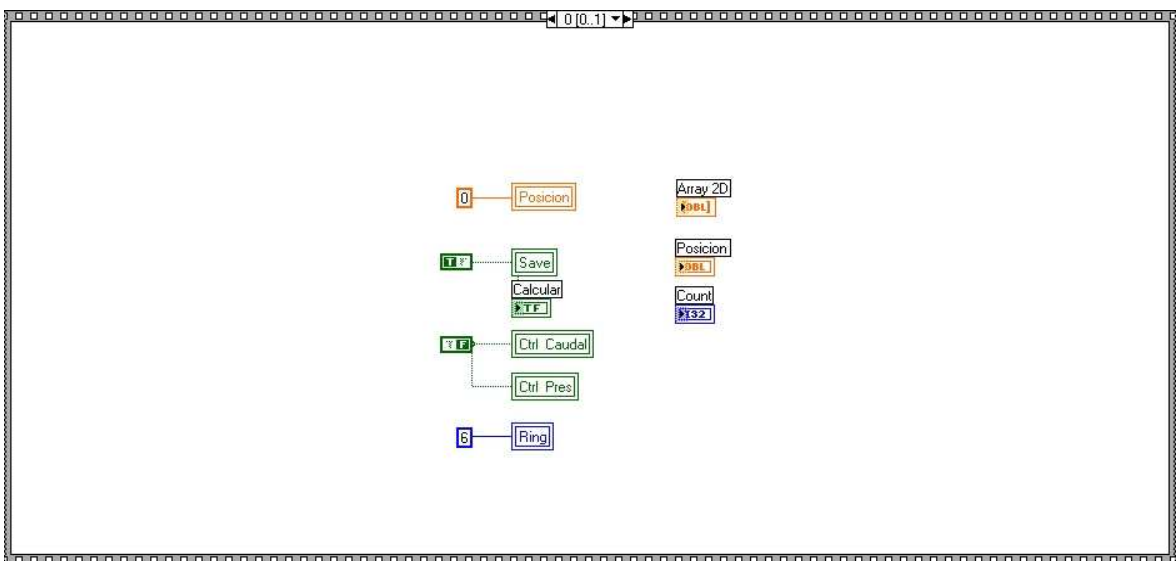 0 [0..1]
0 Posicion
Array 2D
DBL]
T F Save
Posicion
DBL
Calcular
TF
Count
I32
F Ctrl Caudal
Ctrl Pres
6 Ring